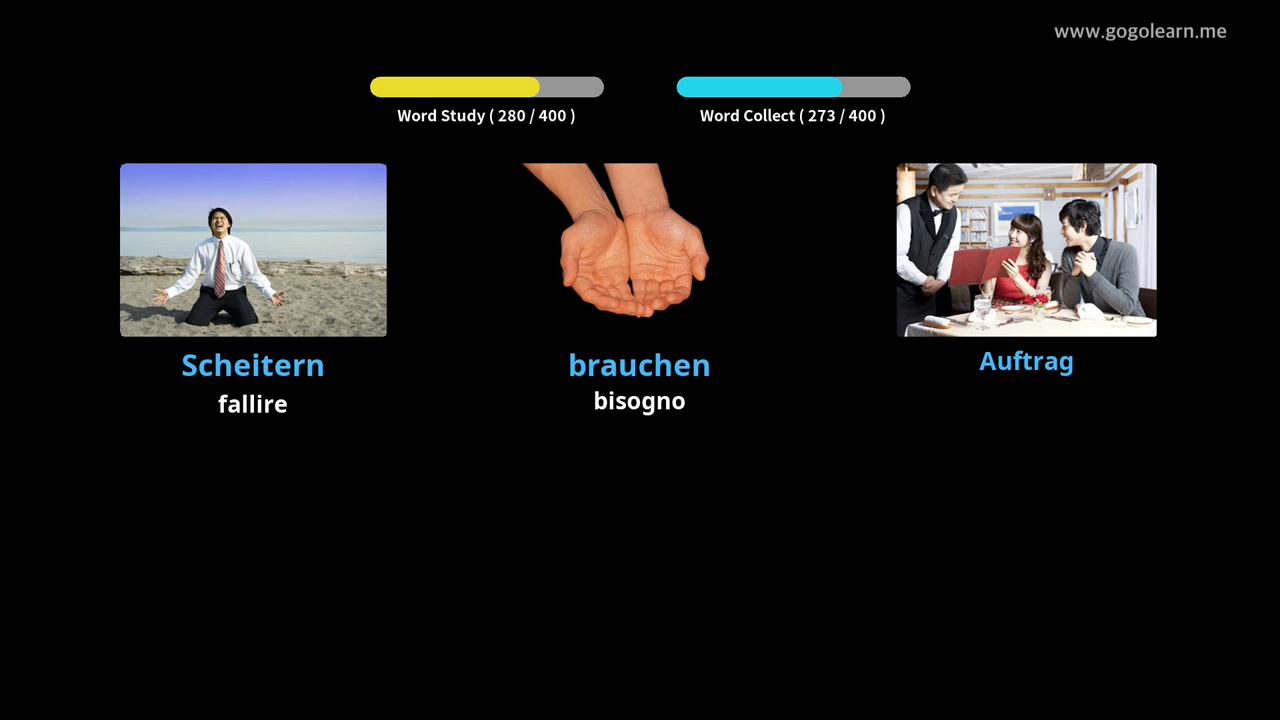 www.gogolearn.me
Word Study ( 280 / 400 )
Word Collect ( 273 / 400 )
Scheitern
fallire
brauchen
bisogno
Auftrag